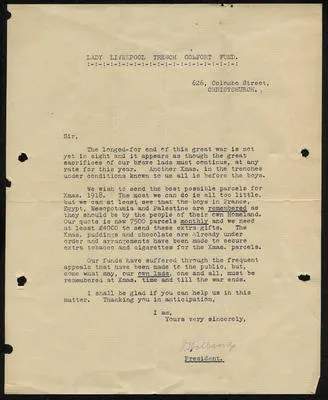 LADY LIVERPOOL TRENCH COMFORT FUND.
:-:-:-:-:-:-:-:-:-:-:-:-:-:-:-:-:-:
626, Colombo Street,
CHRISTCHURCH.
Sir,
The longed-for end of this great war is not
yet in sight and it appears as though the great
sacrifices of our brave lads must continue, at any
rate for this year. Another Xmas. in the trenches
under conditions known to us all is before the boys.
We wish to send the best possible parcels for
Xmas. 1918. The most we can do is all too little,
but we can at least see that the boys in France,
Egypt, Mesopotamia and Palestine are remembered as
they should be by the people of their own Homeland.
Our quota is now 7500 parcels monthly and we need
at least £4000 to send these extra gifts. The
Xmas. puddings and chocolate are already under
order and arrangements have been made to secure
extra tobacco and cigarettes for the Xmas. parcels.
Our funds have suffered through the frequent
appeals that have been made to the public, but,
come what may, our own lads, one and all, must be
remembered at Xmas. time and till the war ends.
I shall be glad if you can help us in this
matter. Thanking you in anticipation,
I am,
Yours very sincerely,
President.